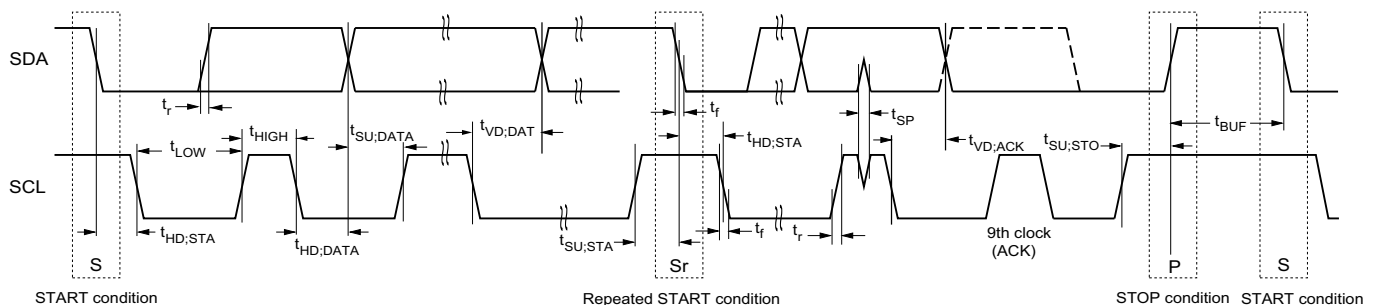 SDA
t_r
t_f
t_SP
t_BUF
t_HIGH
t_LOW
t_SU;DATA
t_VD;DAT
t_HD;STA
t_VD;ACK
t_SU;STO
SCL
t_HD;STA
t_HD;DATA
t_SU;STA
t_f
t_r
9th clock
(ACK)
S
Sr
P
S
START condition
Repeated START condition
STOP condition
START condition